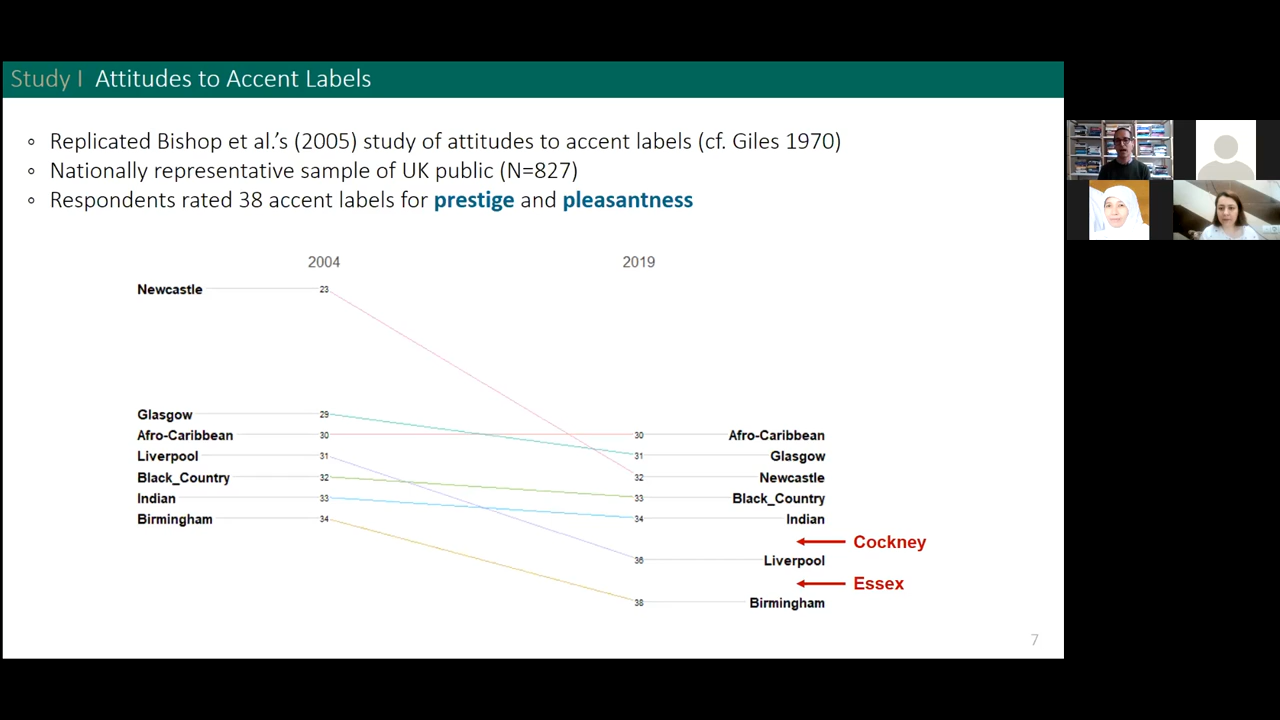 Study I Attitudes to Accent Labels
◦ Replicated Bishop et al.'s (2005) study of attitudes to accent labels (cf. Giles 1970)
◦ Nationally representative sample of UK public (N=827)
◦ Respondents rated 38 accent labels for prestige and pleasantness
2004 2019
Newcastle 23
Glasgow 29
Afro-Caribbean 30 30 Afro-Caribbean
Liverpool 31 31 Glasgow
Black_Country 32 32 Newcastle
Indian 33 33 Black_Country
Birmingham 34 34 Indian
Cockney
36 Liverpool
Essex
38 Birmingham
7